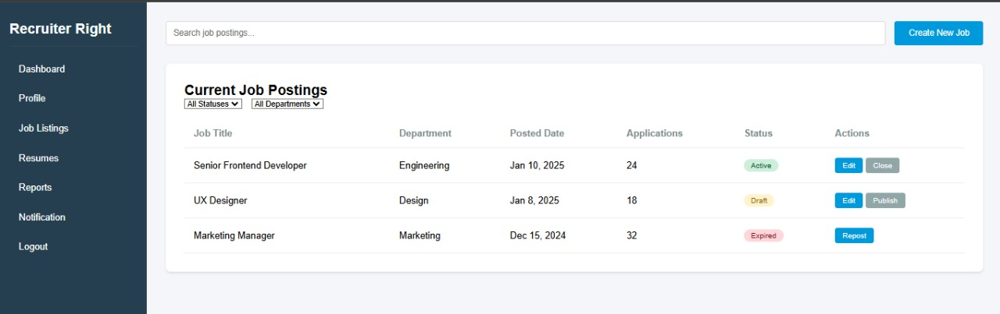 Recruiter Right
Dashboard
Profile
Job Listings
Resumes
Reports
Notification
Logout
Search job postings...
Create New Job
Current Job Postings
All Statuses All Departments
Job Title Department Posted Date Applications Status Actions
Senior Frontend Developer Engineering Jan 10, 2025 24 Active Edit Close
UX Designer Design Jan 8, 2025 18 Draft Edit Publish
Marketing Manager Marketing Dec 15, 2024 32 Expired Repost